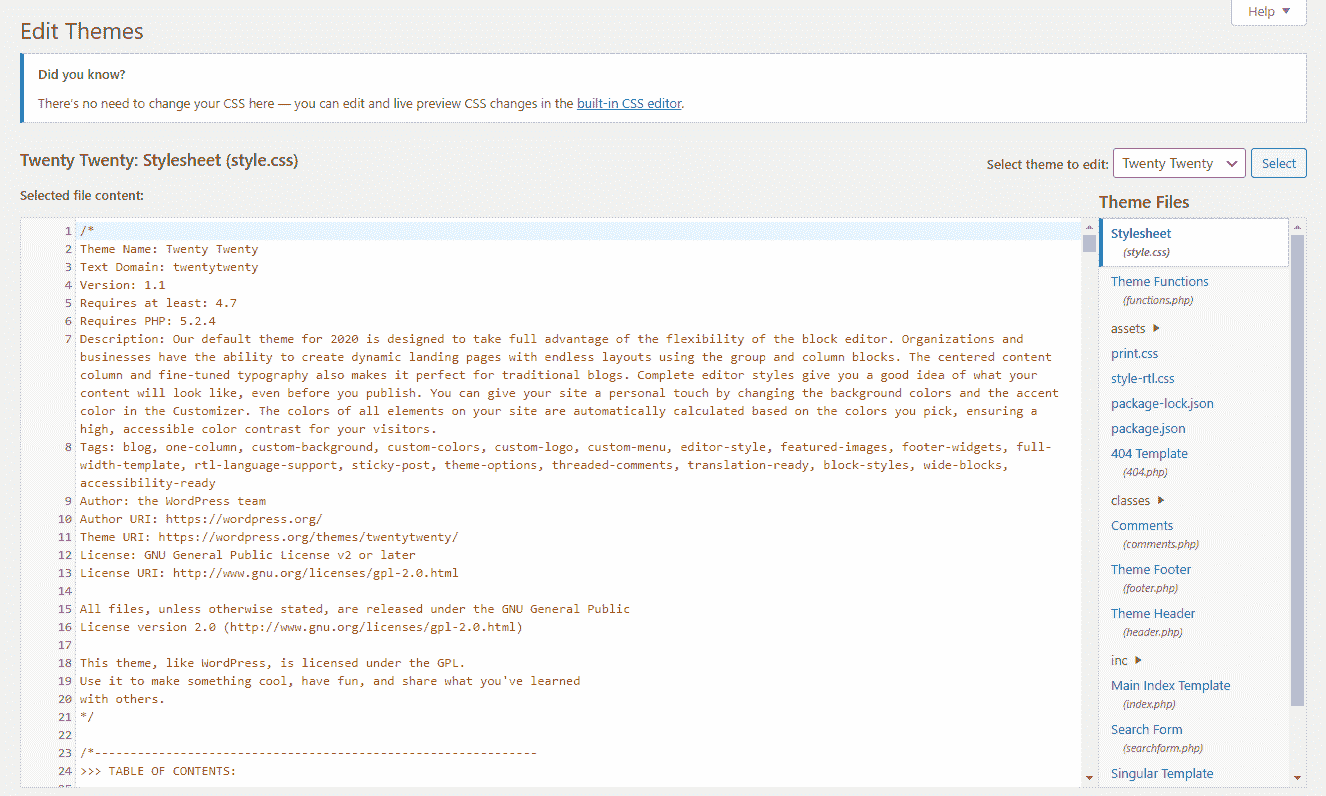 Help
Edit Themes
Did you know?
There's no need to change your CSS here — you can edit and live preview CSS changes in the built-in CSS editor.
Twenty Twenty: Stylesheet (style.css)
Select theme to edit: Twenty Twenty Select
Selected file content:
Theme Files
1 /*
2 Theme Name: Twenty Twenty
3 Text Domain: twentytwenty
4 Version: 1.1
5 Requires at least: 4.7
6 Requires PHP: 5.2.4
7 Description: Our default theme for 2020 is designed to take full advantage of the flexibility of the block editor. Organizations and
businesses have the ability to create dynamic landing pages with endless layouts using the group and column blocks. The centered content
column and fine-tuned typography also makes it perfect for traditional blogs. Complete editor styles give you a good idea of what your
content will look like, even before you publish. You can give your site a personal touch by changing the background colors and the accent
color in the Customizer. The colors of all elements on your site are automatically calculated based on the colors you pick, ensuring a
high, accessible color contrast for your visitors.
8 Tags: blog, one-column, custom-background, custom-colors, custom-logo, custom-menu, editor-style, featured-images, footer-widgets, full-
width-template, rtl-language-support, sticky-post, theme-options, threaded-comments, translation-ready, block-styles, wide-blocks,
accessibility-ready
9 Author: the WordPress team
10 Author URI: https://wordpress.org/
11 Theme URI: https://wordpress.org/themes/twentytwenty/
12 License: GNU General Public License v2 or later
13 License URI: http://www.gnu.org/licenses/gpl-2.0.html
14
15 All files, unless otherwise stated, are released under the GNU General Public
16 License version 2.0 (http://www.gnu.org/licenses/gpl-2.0.html)
17
18 This theme, like WordPress, is licensed under the GPL.
19 Use it to make something cool, have fun, and share what you've learned
20 with others.
21 */
22
23 /*--------------------------------------------------------------
24 >>> TABLE OF CONTENTS:
Stylesheet
(style.css)
Theme Functions
(functions.php)
assets
print.css
style-rtl.css
package-lock.json
package.json
404 Template
(404.php)
classes
Comments
(comments.php)
Theme Footer
(footer.php)
Theme Header
(header.php)
inc
Main Index Template
(index.php)
Search Form
(searchform.php)
Singular Template